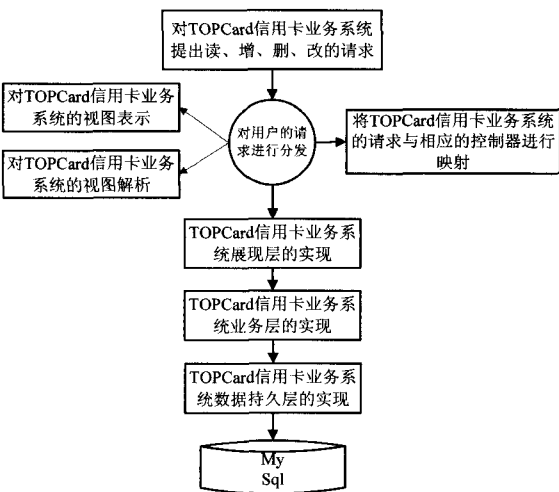 对TOPCard信用卡业务系统
提出读、增、删、改的请求
对TOPCard信用卡业务
系统的视图表示
对TOPCard信用卡业务
系统的视图解析
对用户的请
求进行分发
将TOPCard信用卡业务系统
的请求与相应的控制器进行
映射
TOPCard信用卡业务系
统展现层的实现
TOPCard信用卡业务系
统业务层的实现
TOPCard信用卡业务系
统数据持久层的实现
My
Sql